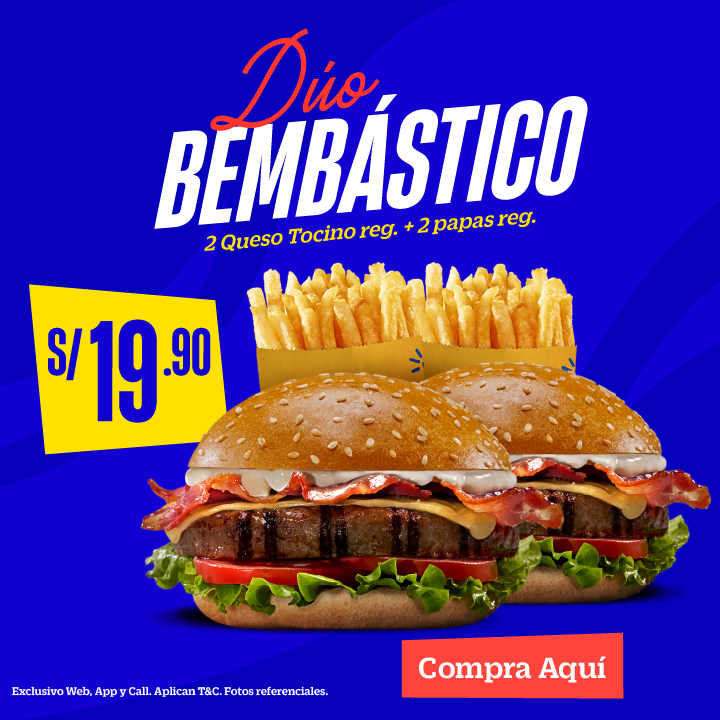 Dúo
BEMBÁSTICO
2 Queso Tocino reg. + 2 papas reg.
S/19.90
Compra Aquí
Exclusivo Web, App y Call. Aplican T&C. Fotos referenciales.